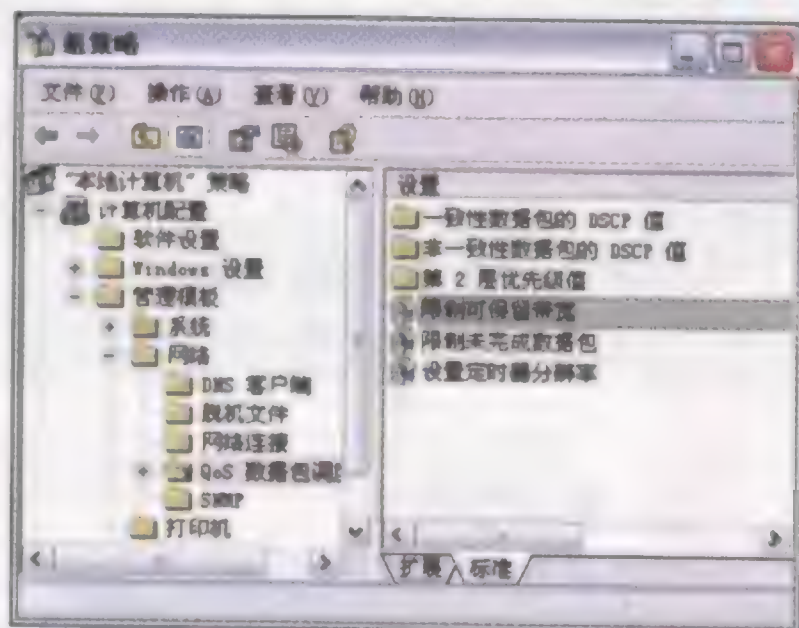 组策略
文件(F) 操作(A) 查看(V) 帮助(H)
"本地计算机" 策略
计算机配置
软件设置
Windows 设置
管理模板
系统
网络
DNS 客户端
脱机文件
网络连接
QoS 数据包调
SNMP
打印机
设置
一致性数据包的 DSCP 值
非一致性数据包的 DSCP 值
第 2 层优先级值
限制可保留带宽
限制未完成数据包
设置定时器分辨率
扩展 标准